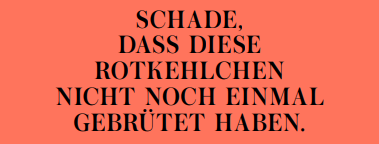 SCHADE,
DASS DIESE
ROTKEHLCHEN
NICHT NOCH EINMAL
GEBRÜTET HABEN.